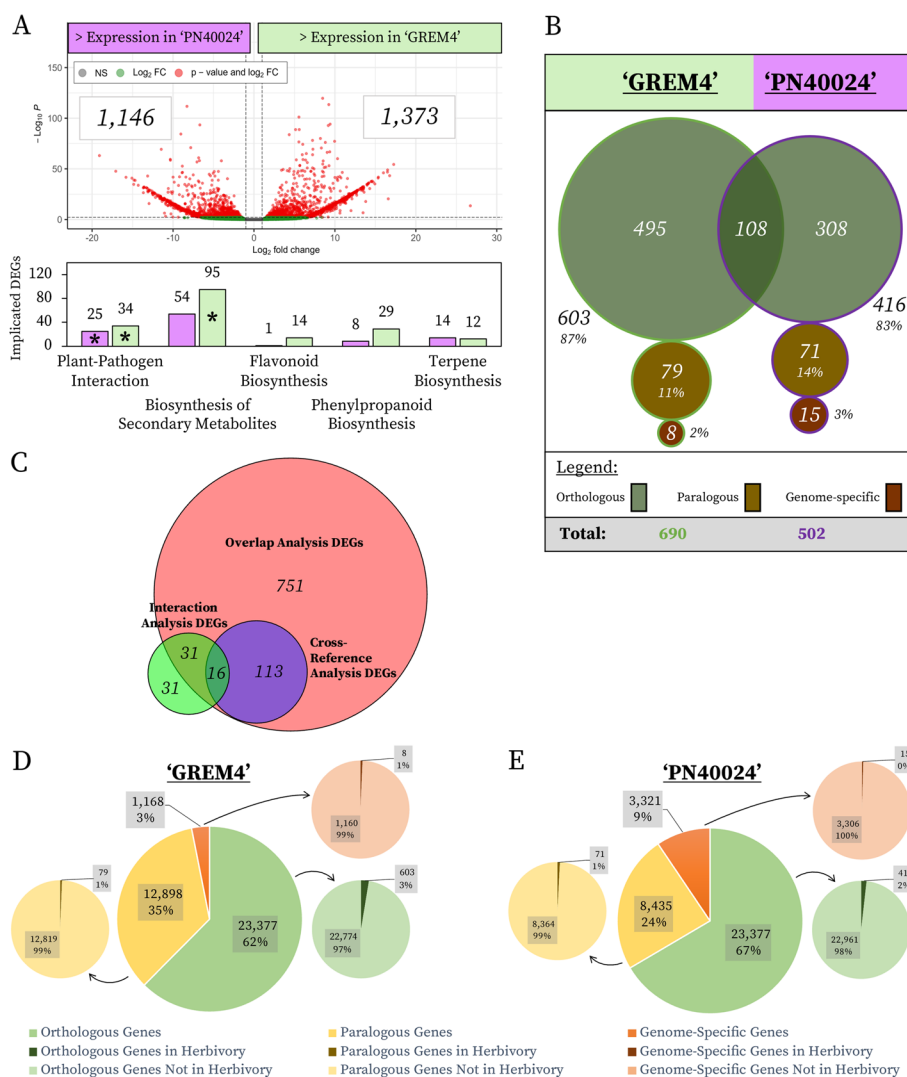 A
> Expression in ‘PN40024’
> Expression in ‘GREM4’
NS
Log2 FC
p – value and log2 FC
1,146
1,373
– Log10 P
150
100
50
0
-20
-10
0
10
20
30
Log2 fold change
Implicated DEGs
120
80
40
0
25
34
54
95
1
14
8
29
14
12
*
*
*
Plant-Pathogen
Interaction
Biosynthesis of
Secondary Metabolites
Flavonoid
Biosynthesis
Phenylpropanoid
Biosynthesis
Terpene
Biosynthesis
B
‘GREM4’
‘PN40024’
495
108
308
603
87%
416
83%
79
11%
71
14%
8
2%
15
3%
Legend:
Orthologous
Paralogous
Genome-specific
Total:
690
502
C
Overlap Analysis DEGs
751
Interaction
Analysis DEGs
31
16
31
113
Cross-
Reference
Analysis DEGs
D
‘GREM4’
1,168
3%
12,898
35%
23,377
62%
8
1%
1,160
99%
79
1%
12,819
99%
603
3%
22,774
97%
E
‘PN40024’
3,321
9%
8,435
24%
23,377
67%
15
0%
3,306
100%
71
1%
8,364
99%
41
2%
22,961
98%
Orthologous Genes
Orthologous Genes in Herbivory
Orthologous Genes Not in Herbivory
Paralogous Genes
Paralogous Genes in Herbivory
Paralogous Genes Not in Herbivory
Genome-Specific Genes
Genome-Specific Genes in Herbivory
Genome-Specific Genes Not in Herbivory